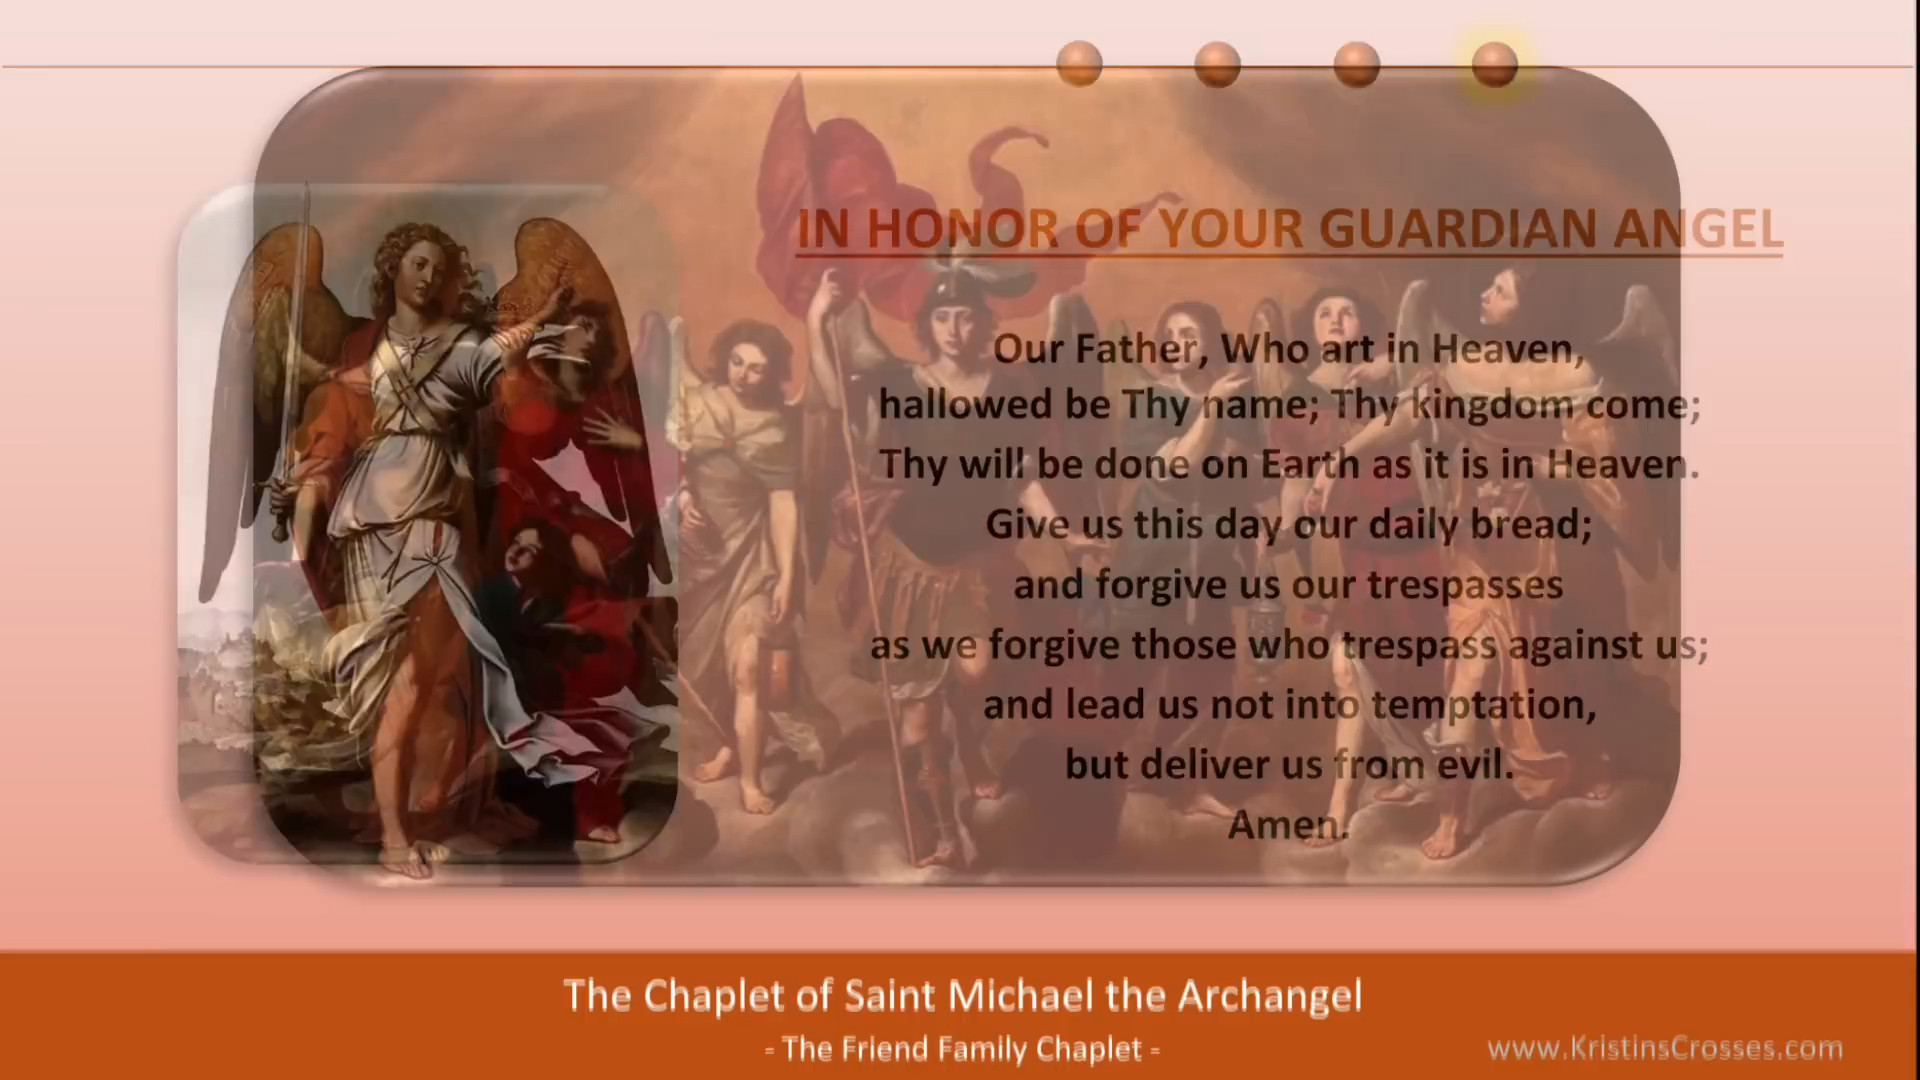 IN HONOR OF YOUR GUARDIAN ANGEL
Our Father, Who art in Heaven,
hallowed be Thy name; Thy kingdom come;
Thy will be done on Earth as it is in Heaven.
Give us this day our daily bread;
and forgive us our trespasses
as we forgive those who trespass against us;
and lead us not into temptation,
but deliver us from evil.
Amen.
The Chaplet of Saint Michael the Archangel
- The Friend Family Chaplet -
www.KristinsCrosses.com